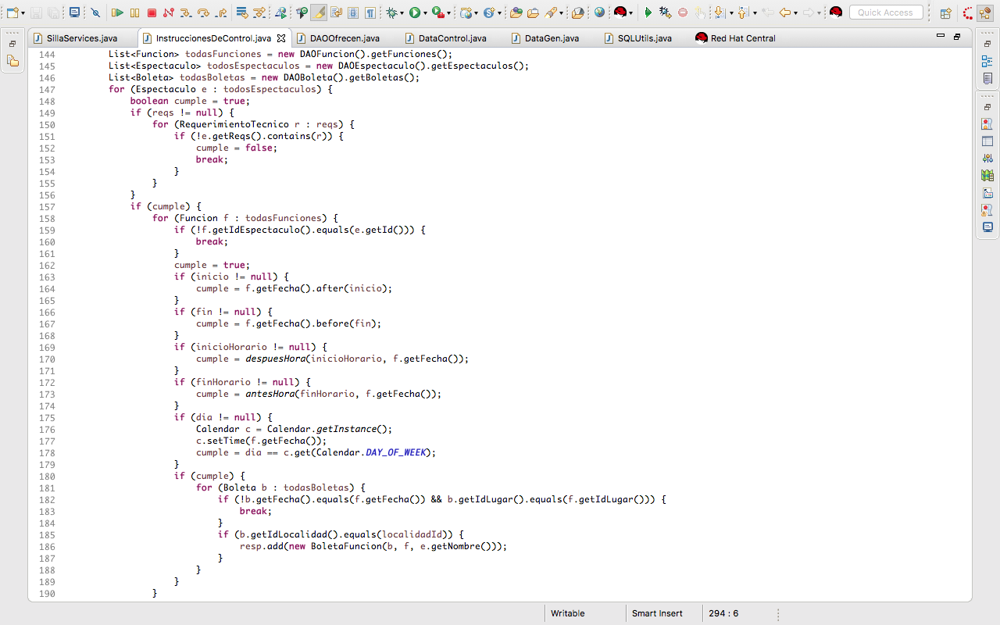 Quick Access
SillaServices.java
InstruccionesDeControl.java
DAOOfrecen.java
DataControl.java
DataGen.java
SQLUtils.java
Red Hat Central
144 List<Funcion> todasFunciones = new DAOFuncion().getFunciones();
145 List<Espectaculo> todosEspectaculos = new DAOEspectaculo().getEspectaculos();
146 List<Boleta> todasBoletas = new DAOBoleta().getBoletas();
147 for (Espectaculo e : todosEspectaculos) {
148 boolean cumple = true;
149 if (reqs != null) {
150 for (RequerimientoTecnico r : reqs) {
151 if (!e.getReqs().contains(r)) {
152 cumple = false;
153 break;
154 }
155 }
156 }
157 if (cumple) {
158 for (Funcion f : todasFunciones) {
159 if (!f.getIdEspectaculo().equals(e.getId())) {
160 break;
161 }
162 cumple = true;
163 if (inicio != null) {
164 cumple = f.getFecha().after(inicio);
165 }
166 if (fin != null) {
167 cumple = f.getFecha().before(fin);
168 }
169 if (inicioHorario != null) {
170 cumple = despuesHora(inicioHorario, f.getFecha());
171 }
172 if (finHorario != null) {
173 cumple = antesHora(finHorario, f.getFecha());
174 }
175 if (dia != null) {
176 Calendar c = Calendar.getInstance();
177 c.setTime(f.getFecha());
178 cumple = dia == c.get(Calendar.DAY_OF_WEEK);
179 }
180 if (cumple) {
181 for (Boleta b : todasBoletas) {
182 if (!b.getFecha().equals(f.getFecha()) && b.getIdLugar().equals(f.getIdLugar())) {
183 break;
184 }
185 if (b.getIdLocalidad().equals(localidadId)) {
186 resp.add(new BoletaFuncion(b, f, e.getNombre()));
187 }
188 }
189 }
190 }
Writable
Smart Insert
294 : 6